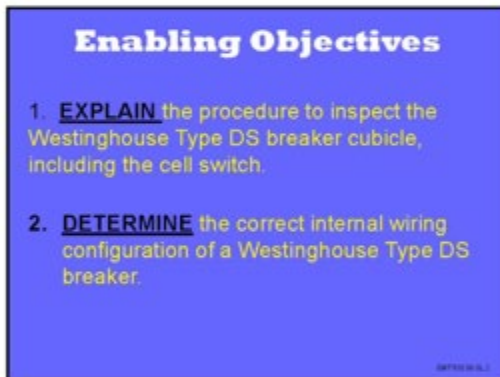 Enabling Objectives
1. EXPLAIN the procedure to inspect the
Westinghouse Type DS breaker cubicle,
including the cell switch.
2. DETERMINE the correct internal wiring
configuration of a Westinghouse Type DS
breaker.